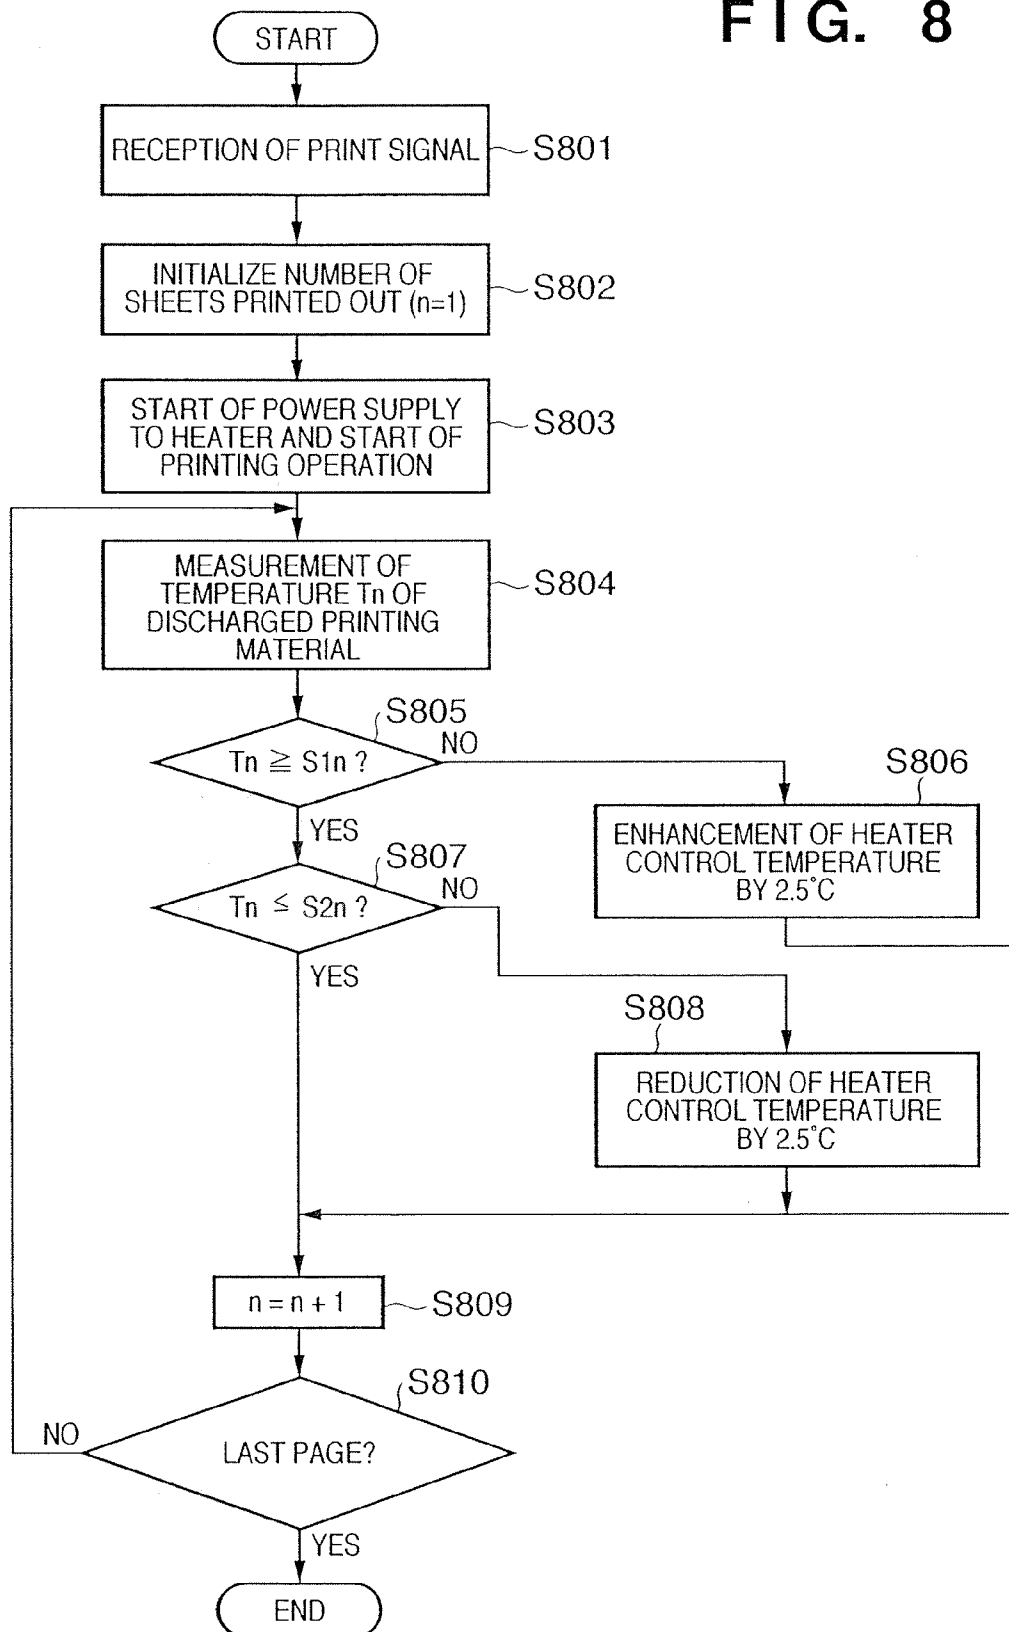 FIG. 8
START
RECEPTION OF PRINT SIGNAL
S801
INITIALIZE NUMBER OF
SHEETS PRINTED OUT (n=1)
S802
START OF POWER SUPPLY
TO HEATER AND START OF
PRINTING OPERATION
S803
MEASUREMENT OF
TEMPERATURE Tn OF
DISCHARGED PRINTING
MATERIAL
S804
S805
Tn ≧ S1n ?
NO
YES
S806
ENHANCEMENT OF HEATER
CONTROL TEMPERATURE
BY 2.5°C
S807
Tn ≦ S2n ?
NO
YES
S808
REDUCTION OF HEATER
CONTROL TEMPERATURE
BY 2.5°C
n = n + 1
S809
S810
LAST PAGE?
NO
YES
END